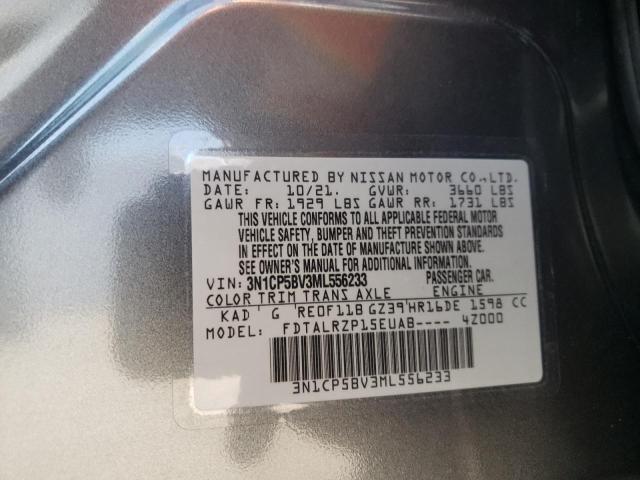 MANUFACTURED BY NISSAN MOTOR CO.,LTD.
DATE: 10/21. GVWR: 3660 LBS
GAWR FR: 1929 LBS GAWR RR: 1731 LBS
THIS VEHICLE CONFORMS TO ALL APPLICABLE FEDERAL MOTOR
VEHICLE SAFETY, BUMPER AND THEFT PREVENTION STANDARDS
IN EFFECT ON THE DATE OF MANUFACTURE SHOWN ABOVE.
SEE OWNER'S MANUAL FOR ADDITIONAL INFORMATION.
VIN: 3N1CP5BV3ML556233 PASSENGER CAR.
COLOR TRIM TRANS AXLE ENGINE
KAD G RE0F11B GZ39 HR16DE 1598 CC
MODEL: FDTALRZP15EUAB---- 4Z000
3N1CP5BV3ML556233